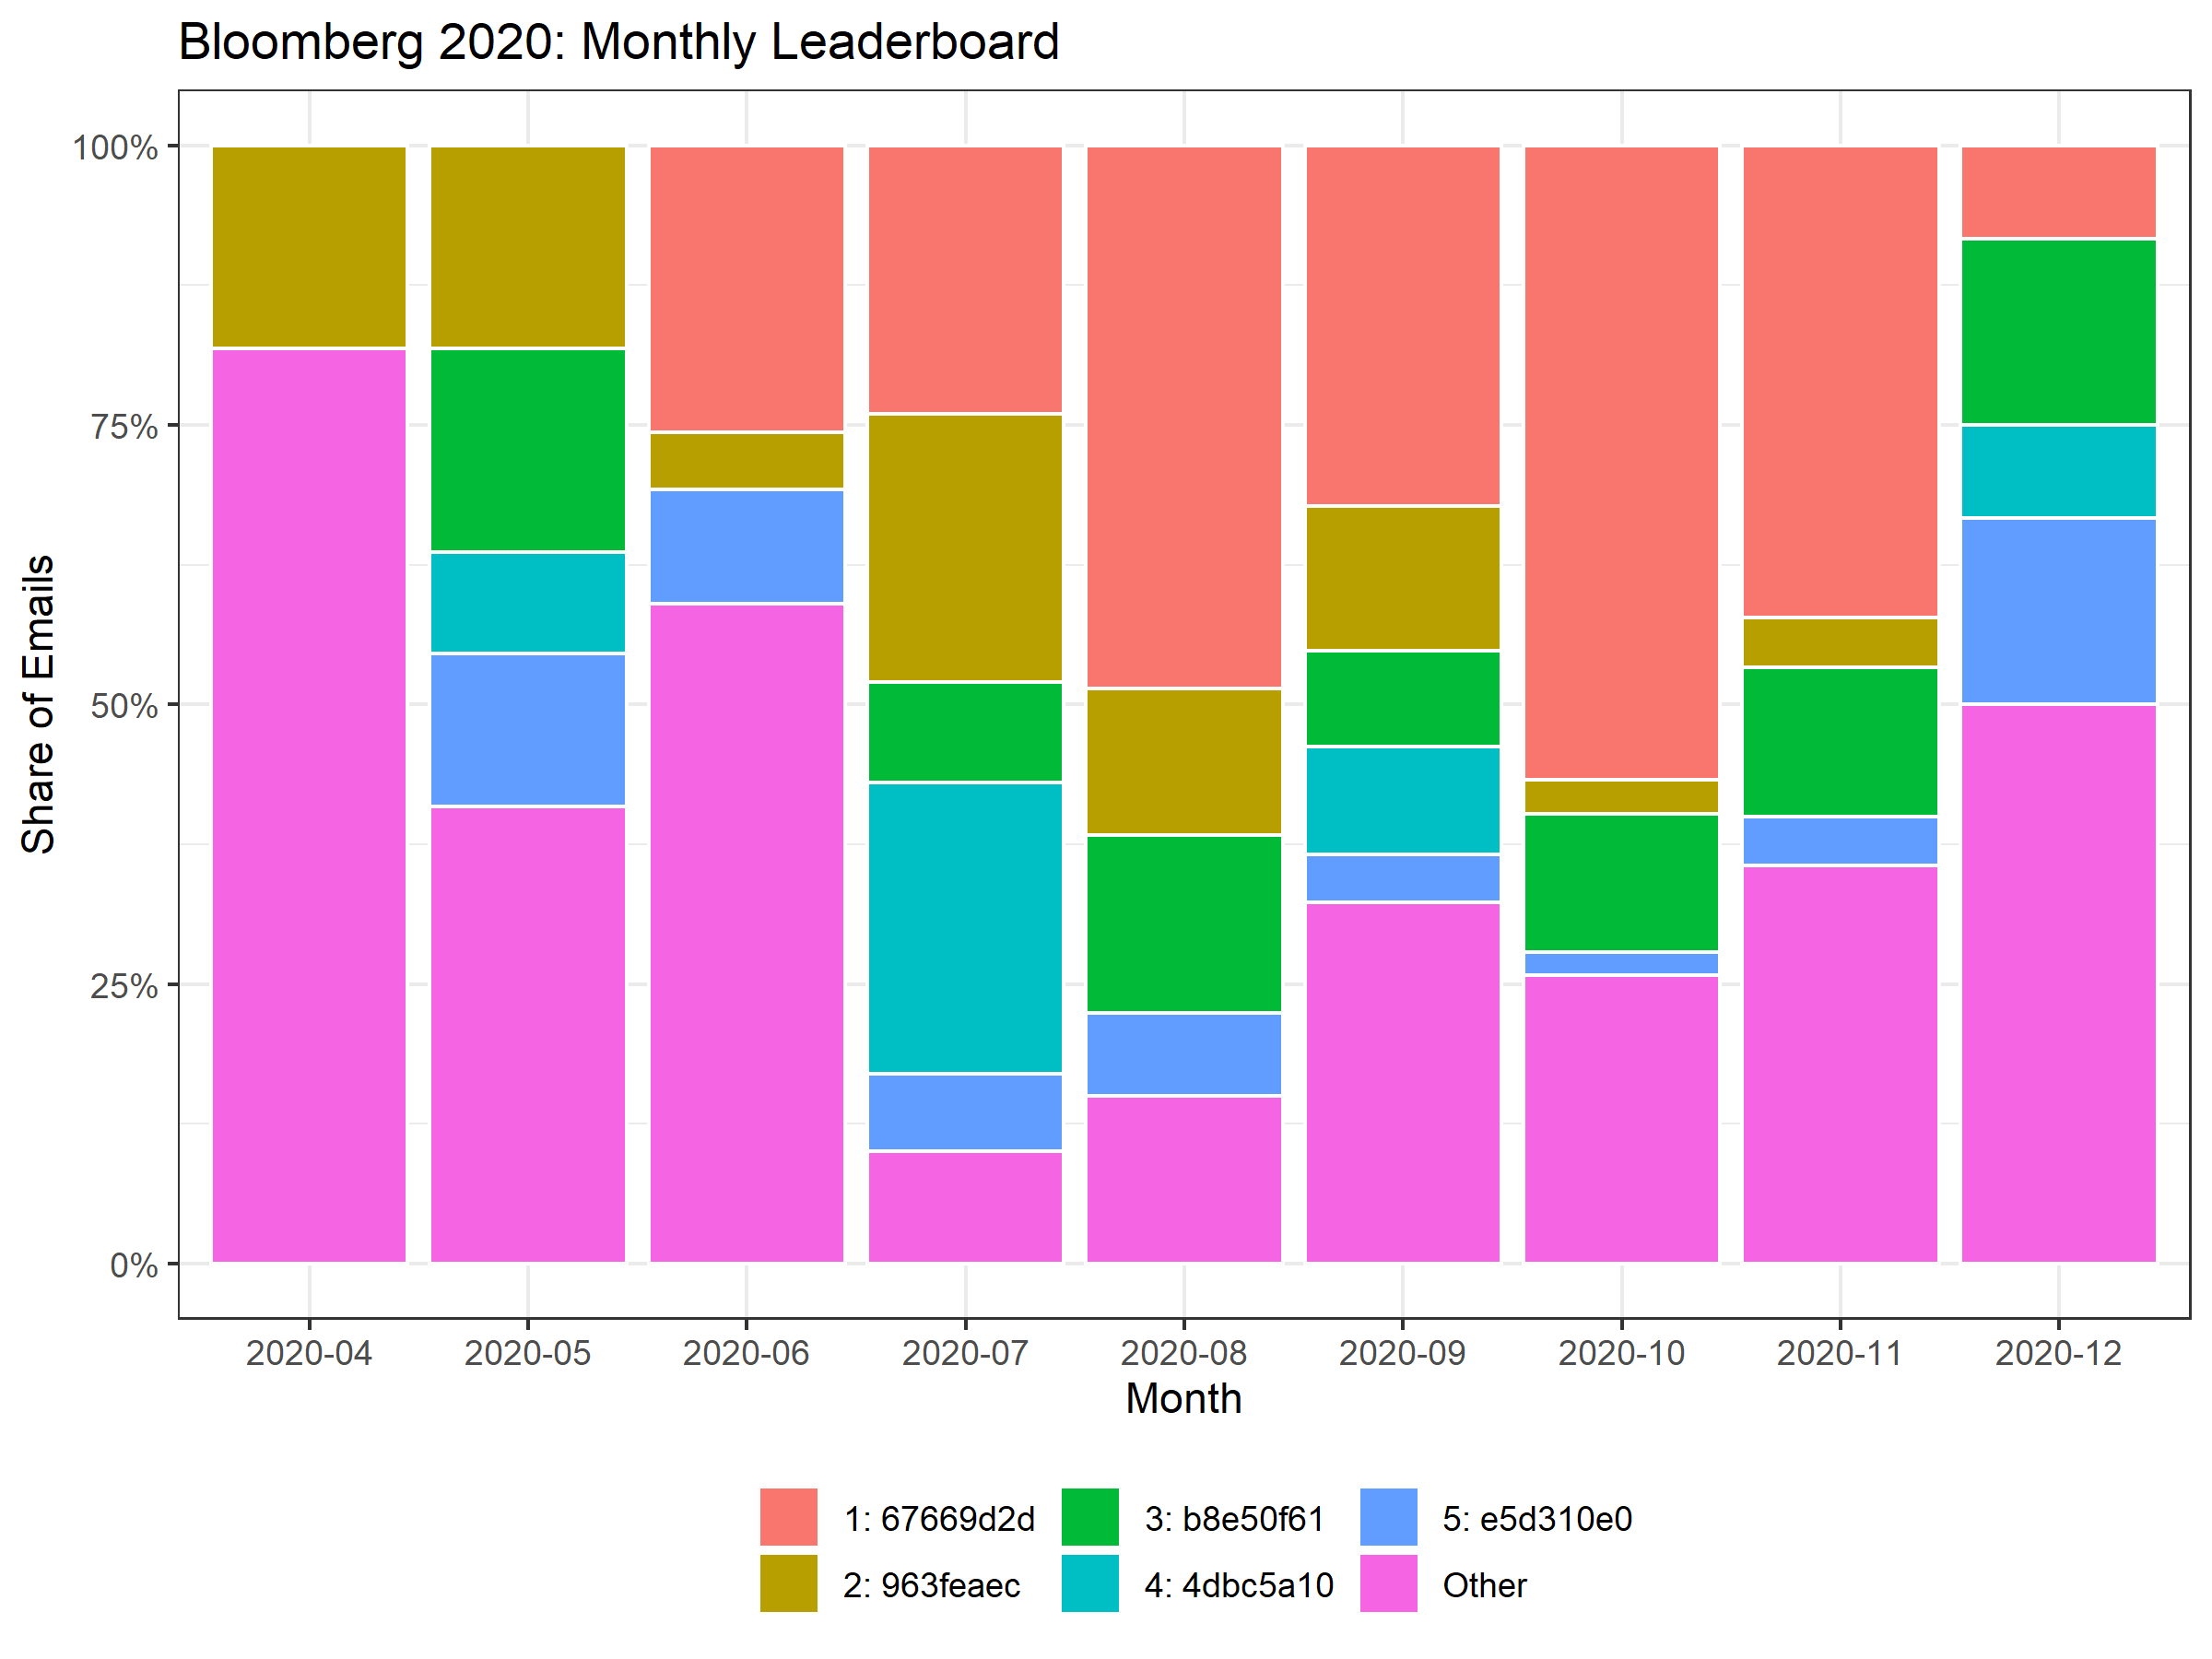 Bloomberg 2020: Monthly Leaderboard
Share of Emails
100%
75%
50%
25%
0%
2020-04 2020-05 2020-06 2020-07 2020-08 2020-09 2020-10 2020-11 2020-12
Month
1: 67669d2d 3: b8e50f61 5: e5d310e0
2: 963feaec 4: 4dbc5a10 Other